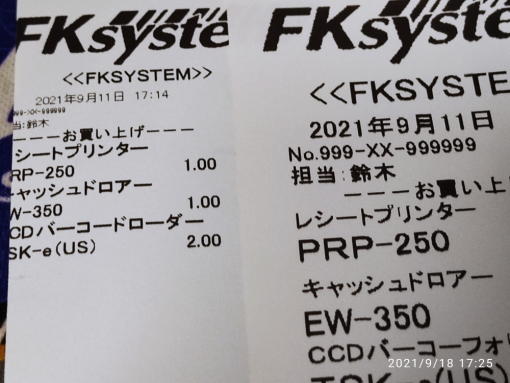 FKsyste
<<FKSYSTEM>>
2021年9月11日 17:14
999-XX-999999
当:鈴木
ーーーお買い上げーーー
シートプリンター
RP-250 1.00
ャッシュドロアー
W-350 1.00
CDバーコードローダー
SK-e(US) 2.00
FKsyste
<<FKSYSTE
2021年9月11日
No.999-XX-999999
担当:鈴木
ーーーお買い上
レシートプリンター
PRP-250
キャッシュドロアー
EW-350
CCDバーコーフォ
TSK-e(US)
2021/9/18 17:25